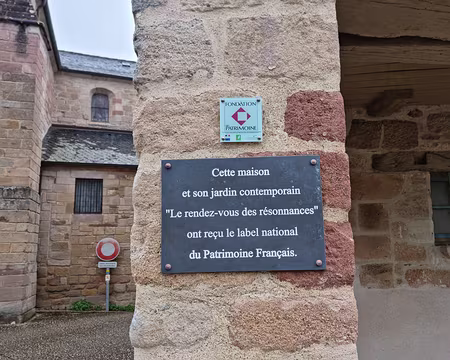 FONDATION
PATRIMOINE
Cette maison
et son jardin contemporain
"Le rendez-vous des résonnances"
ont reçu le label national
du Patrimoine Français.